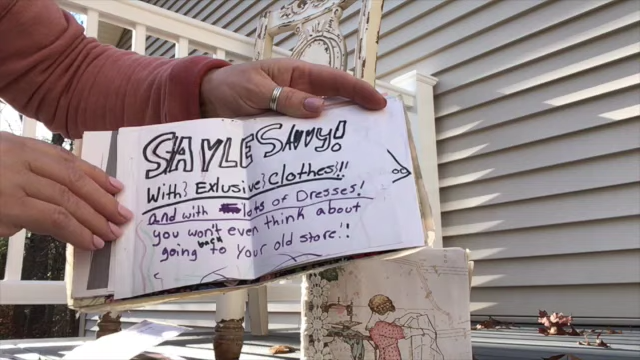 SAYLE SAVVY!
With} Exlusive} Clothes!!!
and with lots of Dresses!
you won't even think about
going back to your old store!!